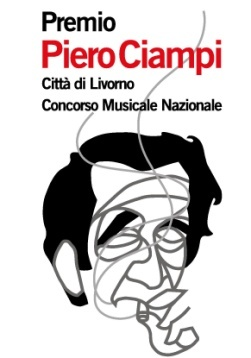 Premio
Piero Ciampi
Città di Livorno
Concorso Musicale Nazionale